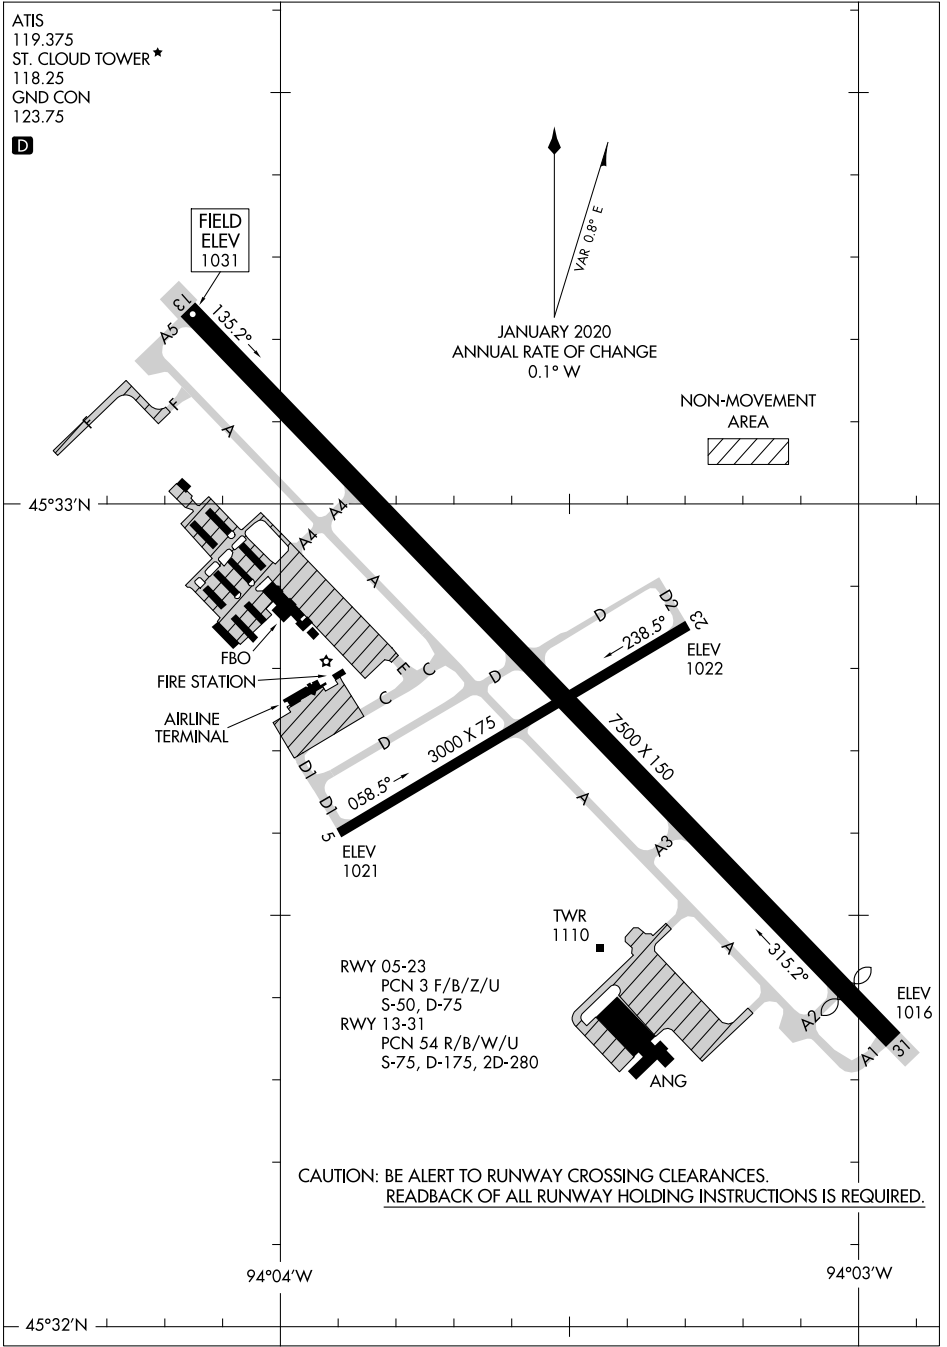 ATIS
119.375
ST. CLOUD TOWER★
118.25
GND CON
123.75
D
FIELD
ELEV
1031
13
135.2°
A5
VAR 0.8° E
JANUARY 2020
ANNUAL RATE OF CHANGE
0.1° W
NON-MOVEMENT
AREA
F
F
A
45°33'N
A4
A4
A
D
D2
23
238.5°
ELEV
1022
FBO
FIRE STATION
AIRLINE
TERMINAL
E
C
C
D
D
3000 X 75
7500 X 150
D1
D1
058.5°
5
ELEV
1021
A
A3
TWR
1110
A
315.2°
ELEV
1016
A2
A1
31
RWY 05-23
PCN 3 F/B/Z/U
S-50, D-75
RWY 13-31
PCN 54 R/B/W/U
S-75, D-175, 2D-280
ANG
CAUTION: BE ALERT TO RUNWAY CROSSING CLEARANCES.
READBACK OF ALL RUNWAY HOLDING INSTRUCTIONS IS REQUIRED.
94°04'W
94°03'W
45°32'N